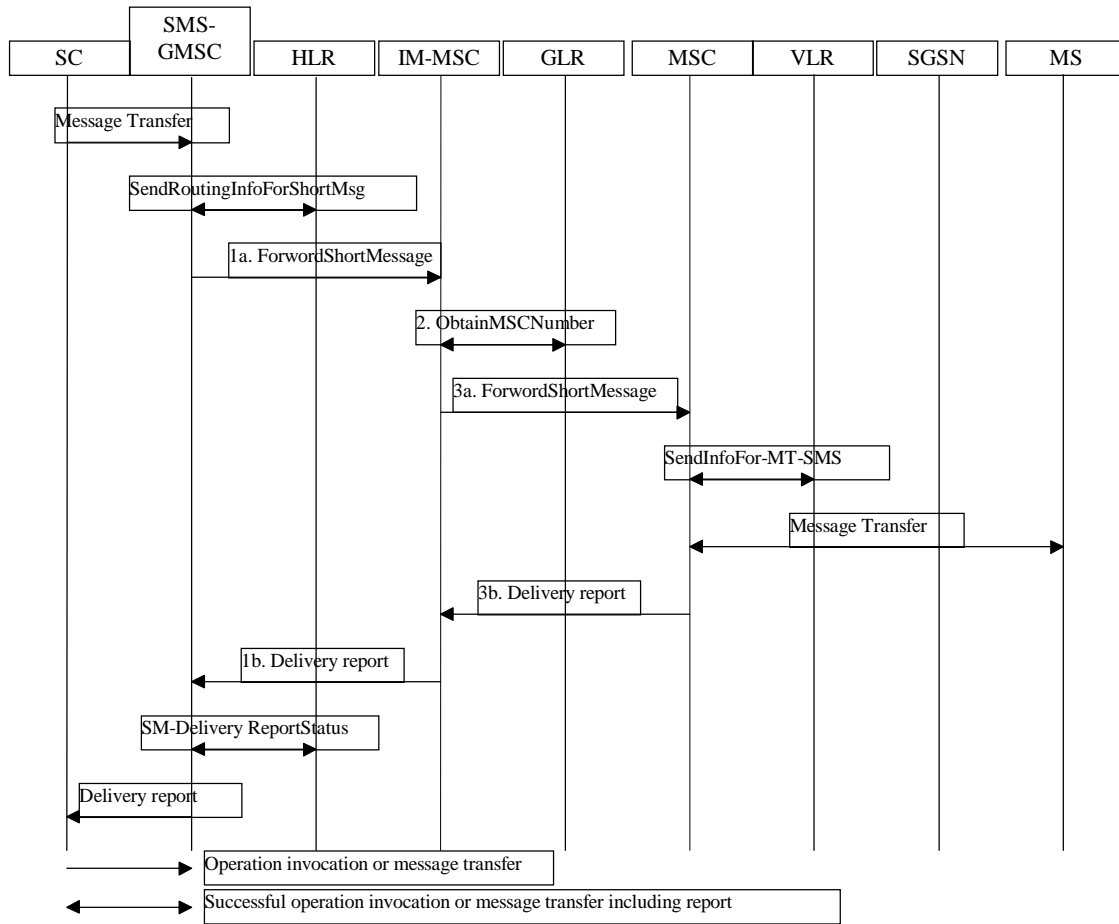 SMS-
GMSC
SC
HLR
IM-MSC
GLR
MSC
VLR
SGSN
MS
Message Transfer
SendRoutingInfoForShortMsg
1a. ForwordShortMessage
2. ObtainMSCNumber
3a. ForwordShortMessage
SendInfoFor-MT-SMS
Message Transfer
3b. Delivery report
1b. Delivery report
SM-Delivery ReportStatus
Delivery report
Operation invocation or message transfer
Successful operation invocation or message transfer including report